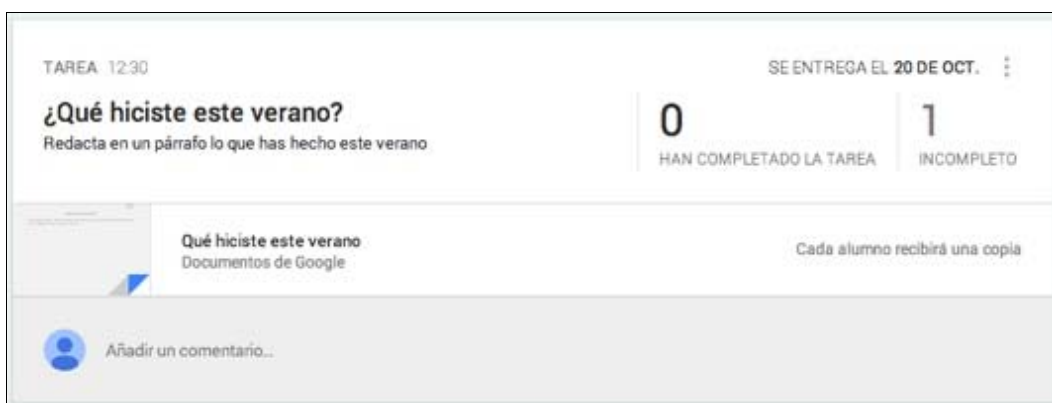 TAREA 12:30
SE ENTREGA EL 20 DE OCT.
¿Qué hiciste este verano?
Redacta en un párrafo lo que has hecho este verano
0
HAN COMPLETADO LA TAREA
1
INCOMPLETO
Qué hiciste este verano
Documentos de Google
Cada alumno recibirá una copia
Añadir un comentario...